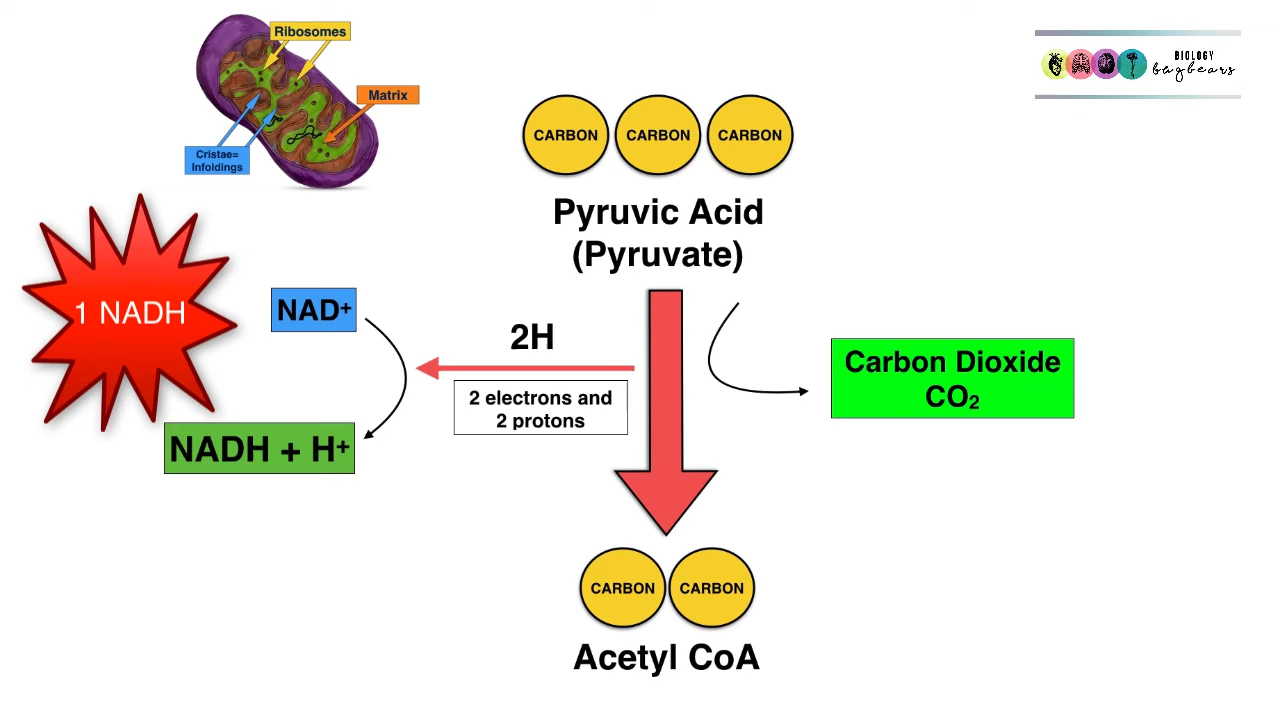 Ribosomes
Matrix
Cristae=
Infoldings
BIOLOGY
bugbears
CARBON CARBON CARBON
Pyruvic Acid
(Pyruvate)
1 NADH
NAD+
2H
2 electrons and
2 protons
Carbon Dioxide
CO₂
NADH + H+
CARBON CARBON
Acetyl CoA